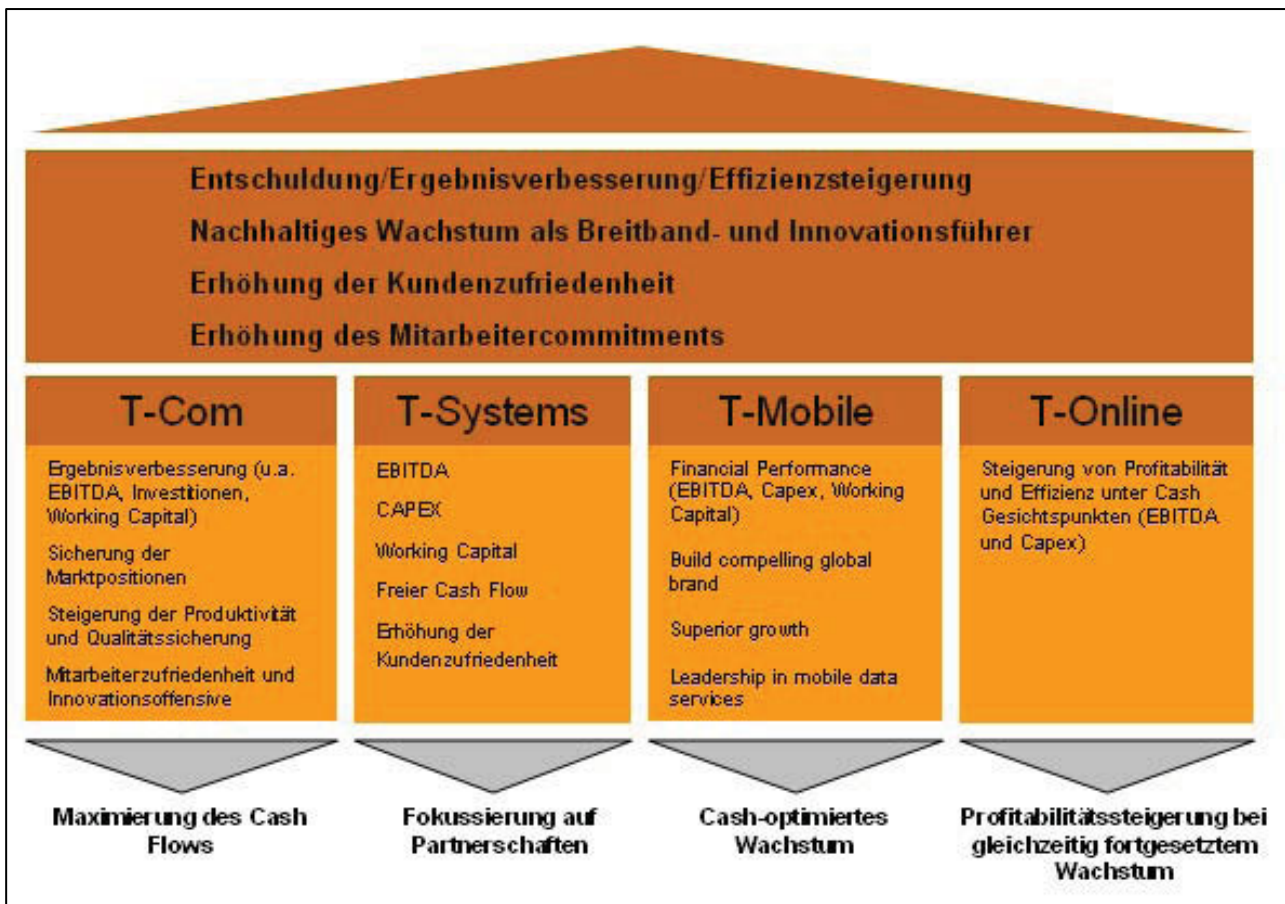 Entschuldung/Ergebnisverbesserung/Effizienzsteigerung
Nachhaltiges Wachstum als Breitband- und Innovationsführer
Erhöhung der Kundenzufriedenheit
Erhöhung des Mitarbeitercommitments
T-Com
Ergebnisverbesserung (u.a.
EBITDA, Investitionen,
Working Capital)
Sicherung der
Marktpositionen
Steigerung der Produktivität
und Qualitätssicherung
Mitarbeiterzufriedenheit und
Innovationsoffensive
Maximierung des Cash
Flows
T-Systems
EBITDA
CAPEX
Working Capital
Freier Cash Flow
Erhöhung der
Kundenzufriedenheit
Fokussierung auf
Partnerschaften
T-Mobile
Financial Performance
(EBITDA, Capex, Working
Capital)
Build compelling global
brand
Superior growth
Leadership in mobile data
services
Cash-optimiertes
Wachstum
T-Online
Steigerung von Profitabilität
und Effizienz unter Cash
Gesichtspunkten (EBITDA
und Capex)
Profitabilitätssteigerung bei
gleichzeitig fortgesetztem
Wachstum